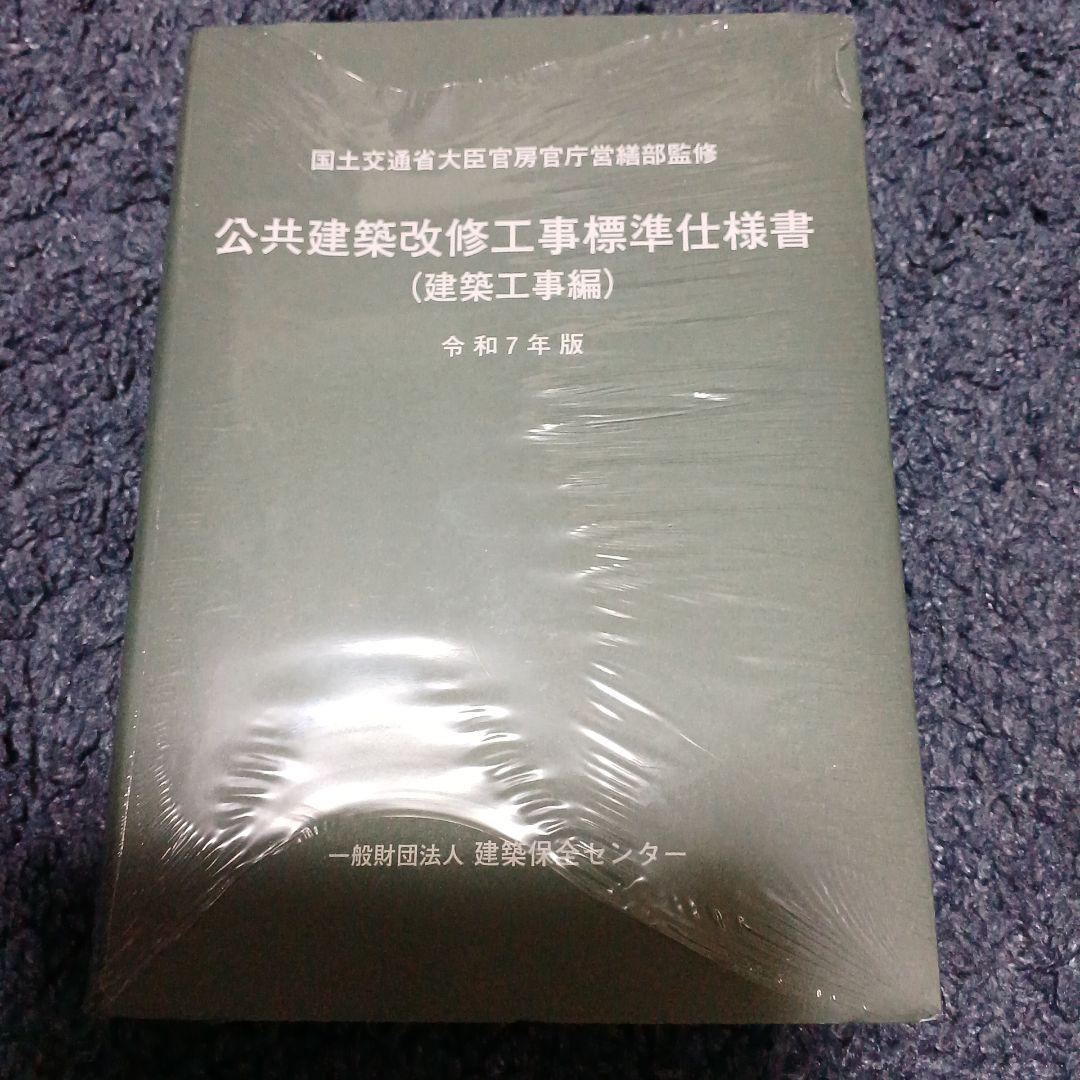 国土交通省大臣官房官庁営繕部監修
公共建築改修工事標準仕様書
(建築工事編)
令和7年版
一般財団法人 建築保全センター